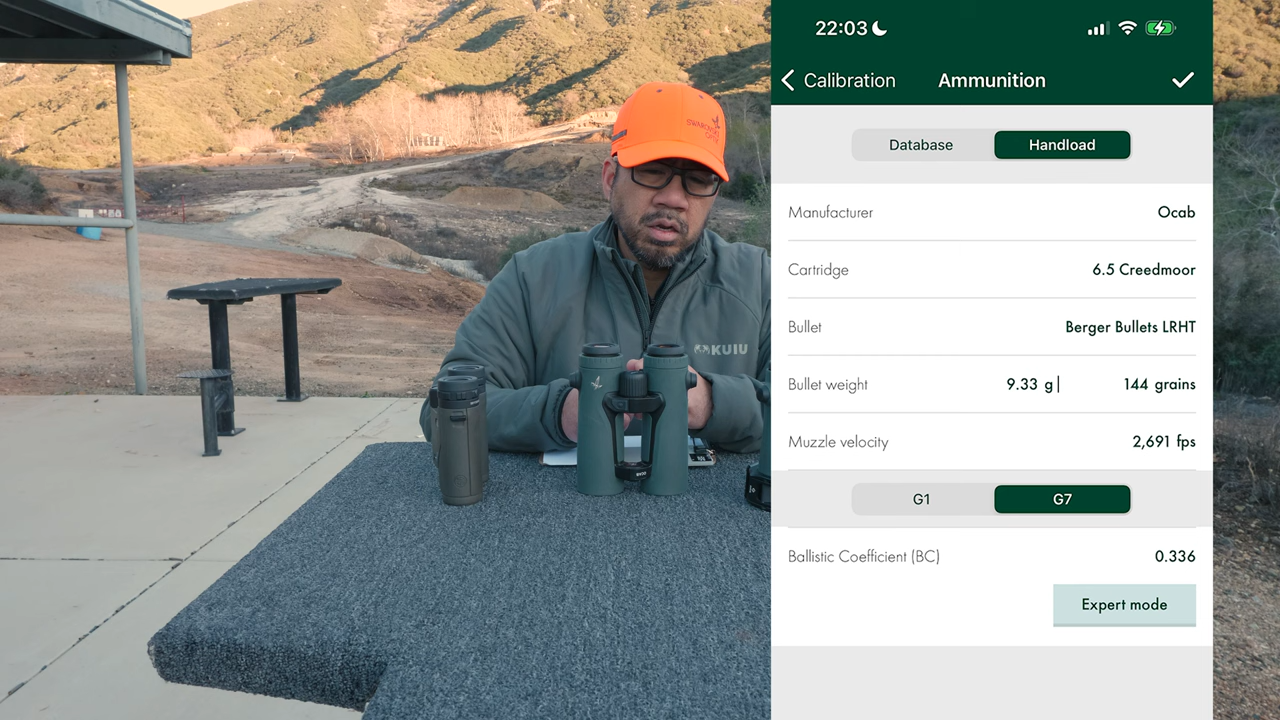 22:03
Calibration
Ammunition
Database
Handload
Manufacturer Ocab
Cartridge 6.5 Creedmoor
Bullet Berger Bullets LRHT
Bullet weight 9.33 g 144 grains
Muzzle velocity 2,691 fps
G1
G7
Ballistic Coefficient (BC) 0.336
Expert mode
KUIU